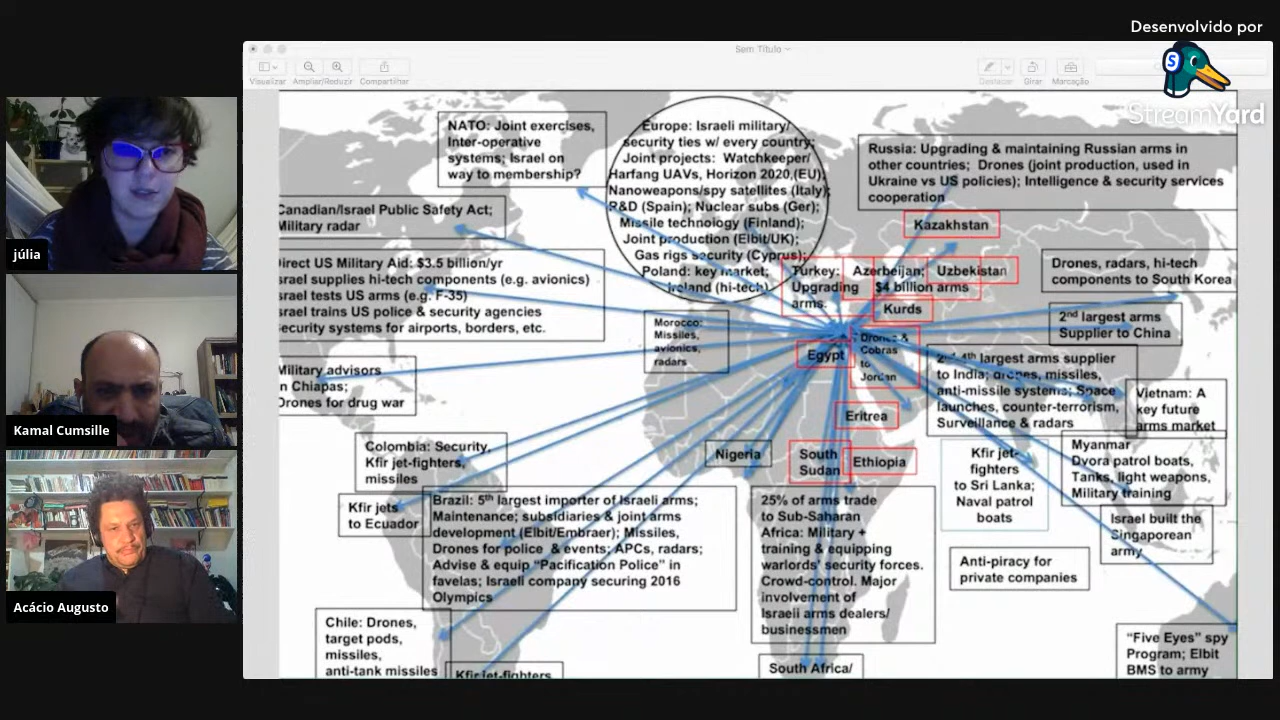 Desenvolvido por
StreamYard
Sem Título
Visualizar
Ampliar/Reduzir
Compartilhar
Destacar
Girar
Marcação
júlia
Kamal Cumsille
Acácio Augusto
NATO: Joint exercises,
Inter-operative
systems; Israel on
way to membership?
Europe: Israeli military/
security ties w/ every country;
Joint projects: Watchkeeper/
Harfang UAVs, Horizon 2020,(EU);
Nanoweapons/spy satellites (Italy);
R&D (Spain); Nuclear subs (Ger);
Missile technology (Finland);
Joint production (Elbit/UK);
Gas rigs security (Cyprus);
Poland: key market;
Ireland (hi-tech)
Russia: Upgrading & maintaining Russian arms in
other countries; Drones (joint production, used in
Ukraine vs US policies); Intelligence & security services
cooperation
Canadian/Israel Public Safety Act;
Military radar
Direct US Military Aid: $3.5 billion/yr
Israel supplies hi-tech components (e.g. avionics)
Israel tests US arms (e.g. F-35)
Israel trains US police & security agencies
Security systems for airports, borders, etc.
Kazakhstan
Turkey:
Upgrading
arms.
Azerbeijan;
$4 billion arms
Uzbekistan
Kurds
Drones, radars, hi-tech
components to South Korea
2nd largest arms
Supplier to China
Morocco:
Missiles,
avionics,
radars
Egypt
Drones &
Cobras
to
Jordan
2nd-4th largest arms supplier
to India; drones, missiles,
anti-missile systems; Space
launches, counter-terrorism,
Surveillance & radars
Vietnam: A
key future
arms market
Military advisors
in Chiapas;
Drones for drug war
Eritrea
Colombia: Security,
Kfir jet-fighters,
missiles
Nigeria
South
Sudan
Ethiopia
Kfir jet-
fighters
to Sri Lanka;
Naval patrol
boats
Myanmar
Dvora patrol boats,
Tanks, light weapons,
Military training
Kfir jets
to Ecuador
Brazil: 5th largest importer of Israeli arms;
Maintenance; subsidiaries & joint arms
development (Elbit/Embraer); Missiles,
Drones for police & events; APCs, radars;
Advise & equip “Pacification Police” in
favelas; Israeli company securing 2016
Olympics
25% of arms trade
to Sub-Saharan
Africa: Military +
training & equipping
warlords’ security forces.
Crowd-control. Major
involvement of
Israeli arms dealers/
businessmen
Israel built the
Singaporean
army
Anti-piracy for
private companies
Chile: Drones,
target pods,
missiles,
anti-tank missiles
Kfir jet-fighters
South Africa/
“Five Eyes” spy
Program; Elbit
BMS to army